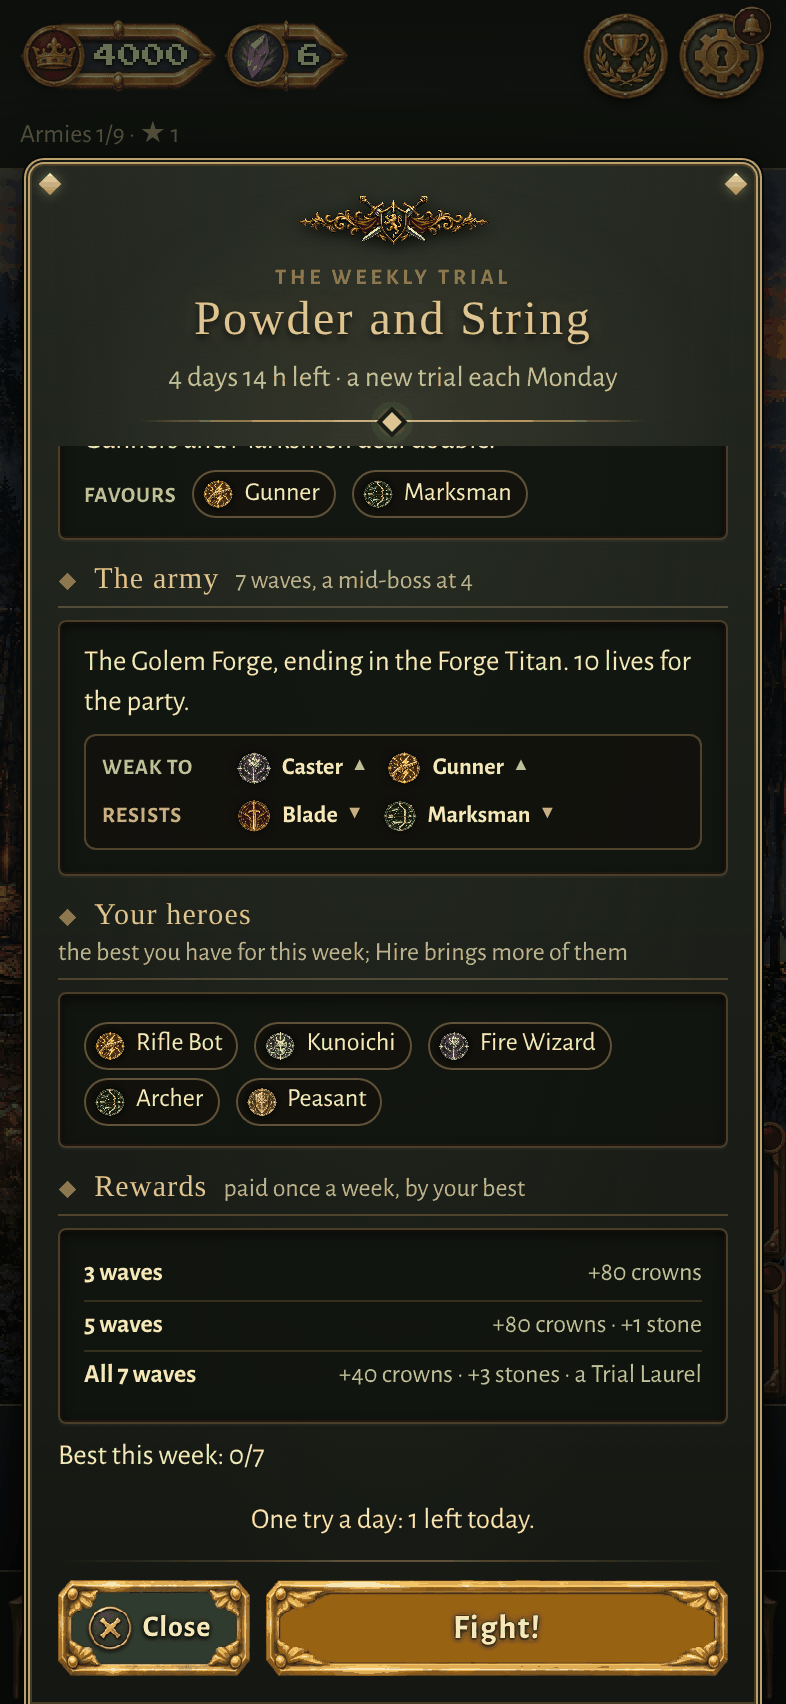 4000
6
Armies 1/9 · ★ 1
THE WEEKLY TRIAL
Powder and String
4 days 14 h left · a new trial each Monday
Gunners and Marksmen deal double.
FAVOURS Gunner Marksman
The army 7 waves, a mid-boss at 4
The Golem Forge, ending in the Forge Titan. 10 lives for
the party.
WEAK TO Caster ▲ Gunner ▲
RESISTS Blade ▼ Marksman ▼
Your heroes
the best you have for this week; Hire brings more of them
Rifle Bot Kunoichi Fire Wizard
Archer Peasant
Rewards paid once a week, by your best
3 waves +80 crowns
5 waves +80 crowns · +1 stone
All 7 waves +40 crowns · +3 stones · a Trial Laurel
Best this week: 0/7
One try a day: 1 left today.
Close Fight!